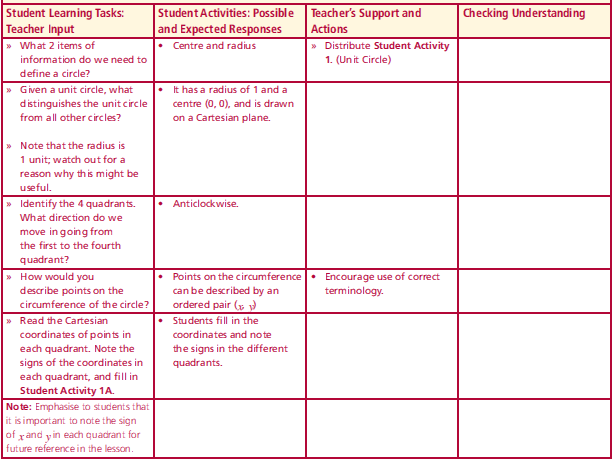 Student Learning Tasks:
Teacher Input
Student Activities: Possible
and Expected Responses
Teacher's Support and
Actions
Checking Understanding
» What 2 items of
information do we need to
define a circle?
• Centre and radius
» Distribute Student Activity
1. (Unit Circle)
» Given a unit circle, what
distinguishes the unit circle
from all other circles?
» Note that the radius is
1 unit; watch out for a
reason why this might be
useful.
• It has a radius of 1 and a
centre (0, 0), and is drawn
on a Cartesian plane.
» Identify the 4 quadrants.
What direction do we
move in going from
the first to the fourth
quadrant?
• Anticlockwise.
» How would you
describe points on the
circumference of the circle?
• Points on the circumference
can be described by an
ordered pair (x, y)
• Encourage use of correct
terminology.
» Read the Cartesian
coordinates of points in
each quadrant. Note the
signs of the coordinates in
each quadrant, and fill in
Student Activity 1A.
• Students fill in the
coordinates and note
the signs in the different
quadrants.
Note: Emphasise to students that
it is important to note the sign
of x and y in each quadrant for
future reference in the lesson.